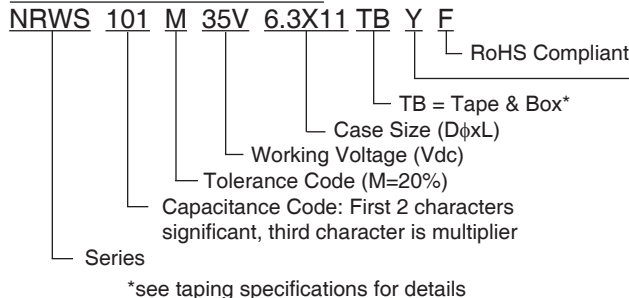 NRWS 101 M 35V 6.3X11 TB Y F
RoHS Compliant
TB = Tape & Box*
Case Size (DϕxL)
Working Voltage (Vdc)
Tolerance Code (M=20%)
Capacitance Code: First 2 characters
significant, third character is multiplier
Series
*see taping specifications for details